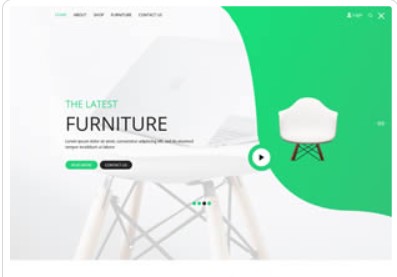 HOME ABOUT SHOP FURNITURE CONTACT US
Login
THE LATEST
FURNITURE
Lorem ipsum dolor sit amet, consectetur adipiscing elit, sed do eiusmod
tempor incididunt ut labore
READ MORE CONTACT US